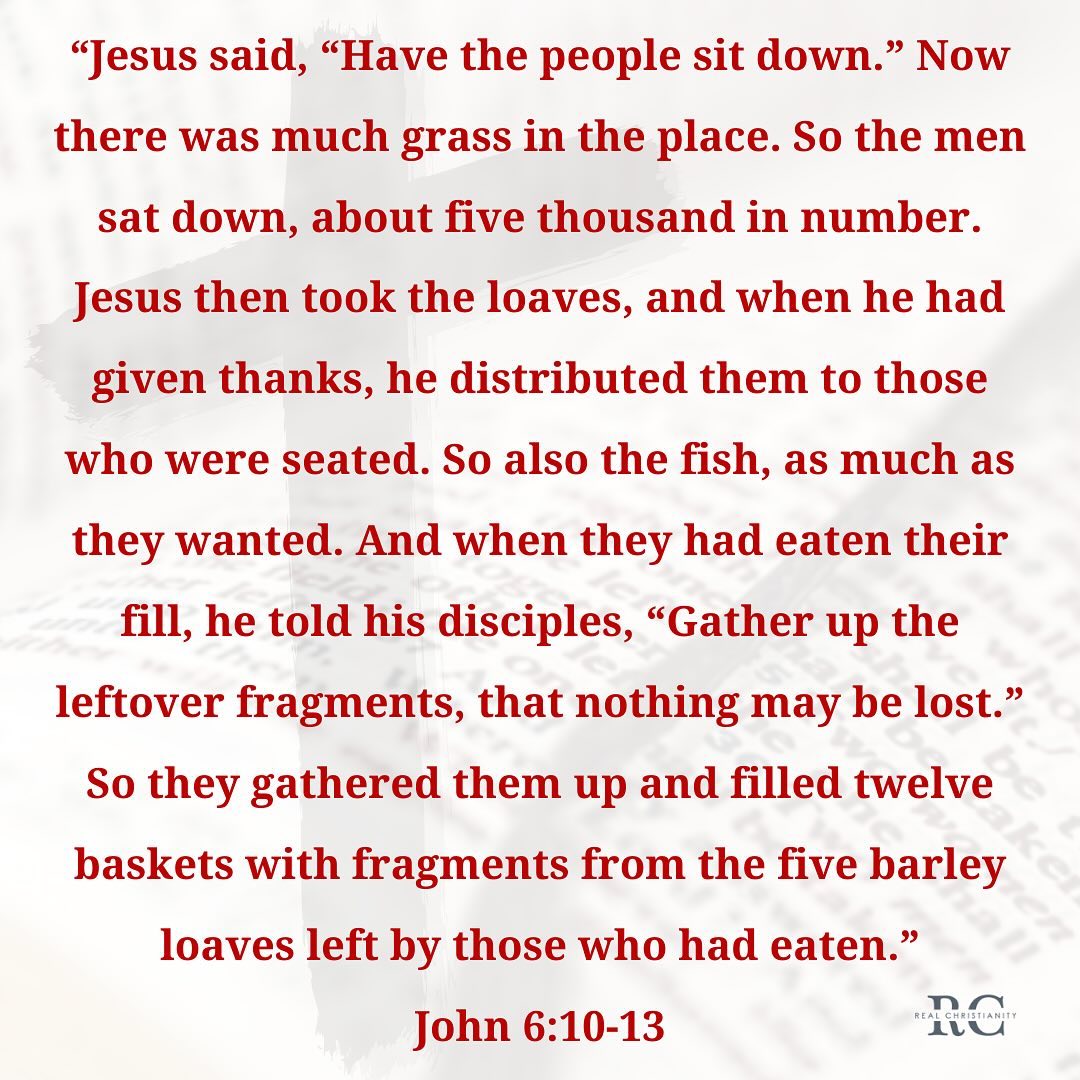 “Jesus said, “Have the people sit down.” Now
there was much grass in the place. So the men
sat down, about five thousand in number.
Jesus then took the loaves, and when he had
given thanks, he distributed them to those
who were seated. So also the fish, as much as
they wanted. And when they had eaten their
fill, he told his disciples, “Gather up the
leftover fragments, that nothing may be lost.”
So they gathered them up and filled twelve
baskets with fragments from the five barley
loaves left by those who had eaten.”
John 6:10-13
RC
REAL CHRISTIANITY